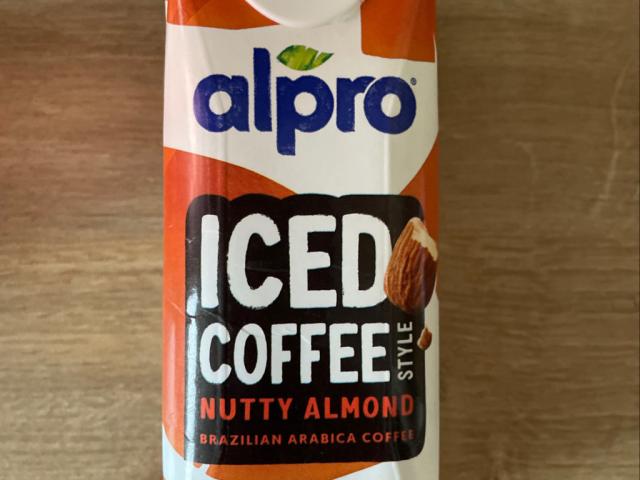 alpro®
ICED
COFFEE STYLE
NUTTY ALMOND
BRAZILIAN ARABICA COFFEE